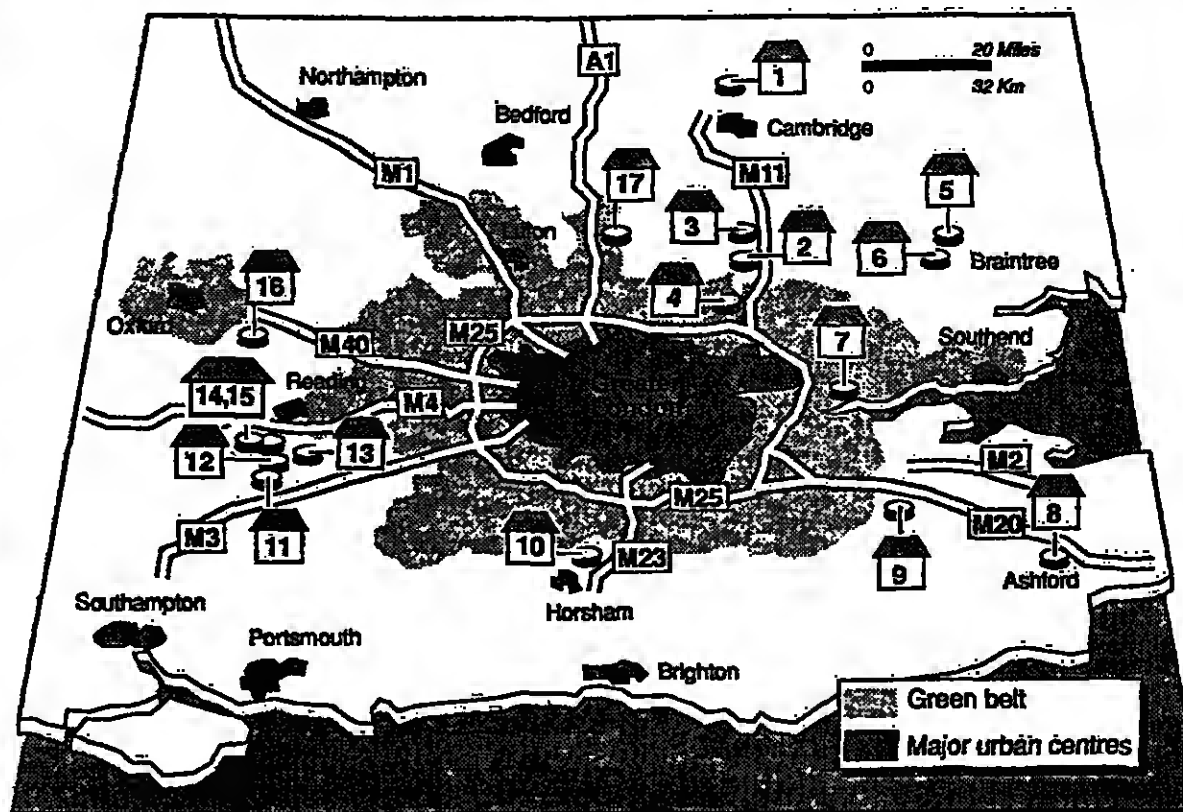 0 20 Miles
0 32 Km
A1
1
Northampton
Bedford
Cambridge
M1
17
M11
5
3
2
6
Braintree
Luton
16
4
Oxford
M25
7
Southend
M40
Reading
14,15
M4
12
13
M2
M25
8
M3
11
10
M23
9
M20
Ashford
Southampton
Horsham
Portsmouth
Brighton
Green belt
Major urban centres